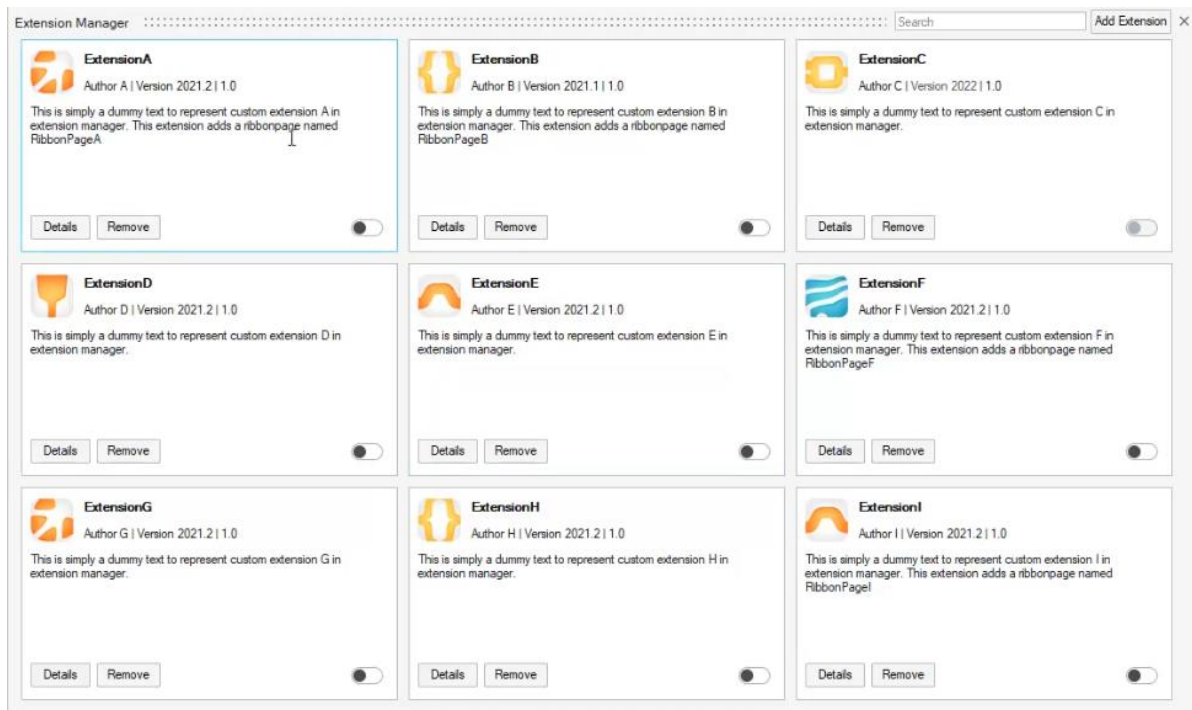 Extension Manager
Search
Add Extension
ExtensionA
Author A | Version 2021.2 | 1.0
This is simply a dummy text to represent custom extension A in
extension manager. This extension adds a ribbonpage named
RibbonPageA
Details
Remove
ExtensionB
Author B | Version 2021.1 | 1.0
This is simply a dummy text to represent custom extension B in
extension manager. This extension adds a ribbonpage named
RibbonPageB
Details
Remove
ExtensionC
Author C | Version 2022 | 1.0
This is simply a dummy text to represent custom extension C in
extension manager.
Details
Remove
ExtensionD
Author D | Version 2021.2 | 1.0
This is simply a dummy text to represent custom extension D in
extension manager.
Details
Remove
ExtensionE
Author E | Version 2021.2 | 1.0
This is simply a dummy text to represent custom extension E in
extension manager.
Details
Remove
ExtensionF
Author F | Version 2021.2 | 1.0
This is simply a dummy text to represent custom extension F in
extension manager. This extension adds a ribbonpage named
RibbonPageF
Details
Remove
ExtensionG
Author G | Version 2021.2 | 1.0
This is simply a dummy text to represent custom extension G in
extension manager.
Details
Remove
ExtensionH
Author H | Version 2021.2 | 1.0
This is simply a dummy text to represent custom extension H in
extension manager.
Details
Remove
ExtensionI
Author I | Version 2021.2 | 1.0
This is simply a dummy text to represent custom extension I in
extension manager. This extension adds a ribbonpage named
RibbonPageI
Details
Remove